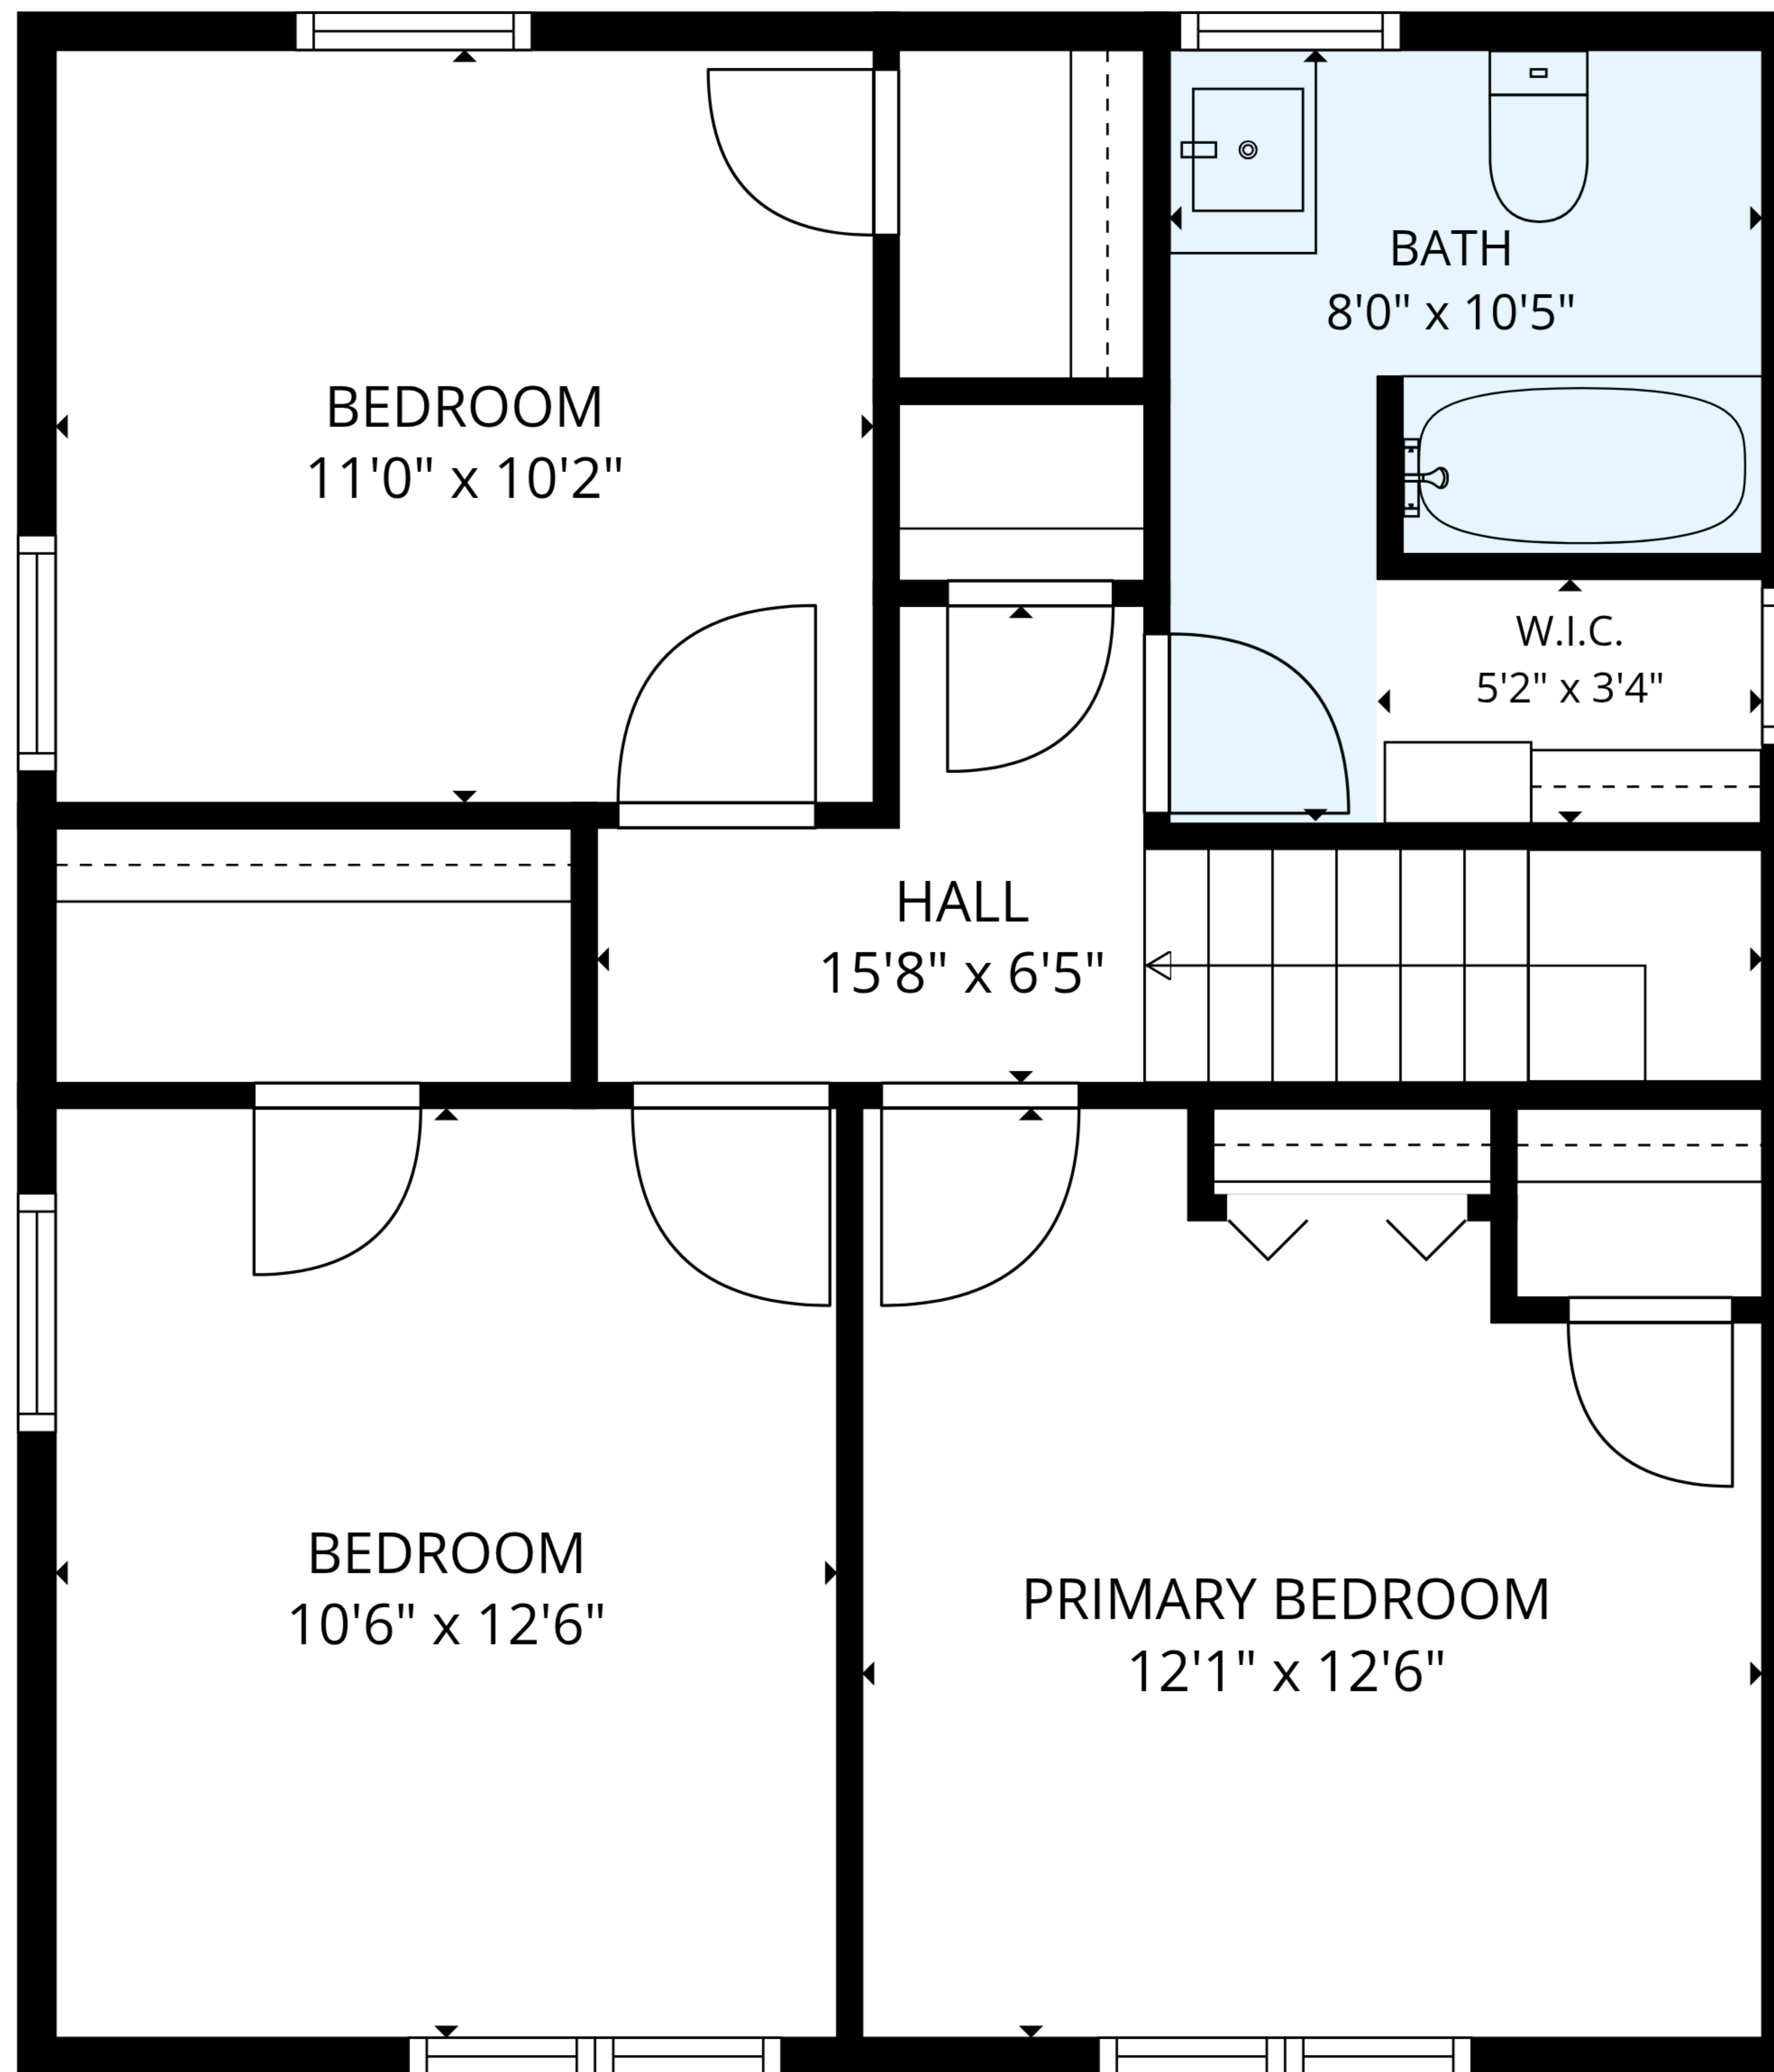 BATH
8'0" x 10'5"
BEDROOM
11'0" x 10'2"
W.I.C.
5'2" x 3'4"
HALL
15'8" x 6'5"
BEDROOM
10'6" x 12'6"
PRIMARY BEDROOM
12'1" x 12'6"